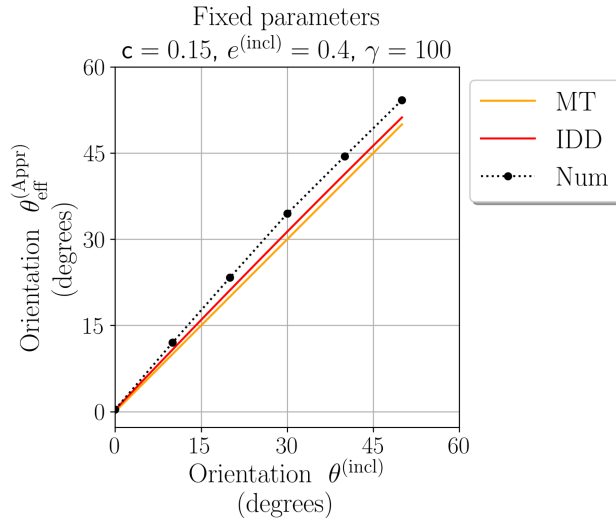 Fixed parameters
c = 0.15, e^(incl) = 0.4, γ = 100
60
45
30
15
0
0 15 30 45 60
Orientation θ_eff^(Appr)
(degrees)
Orientation θ^(incl)
(degrees)
MT
IDD
Num